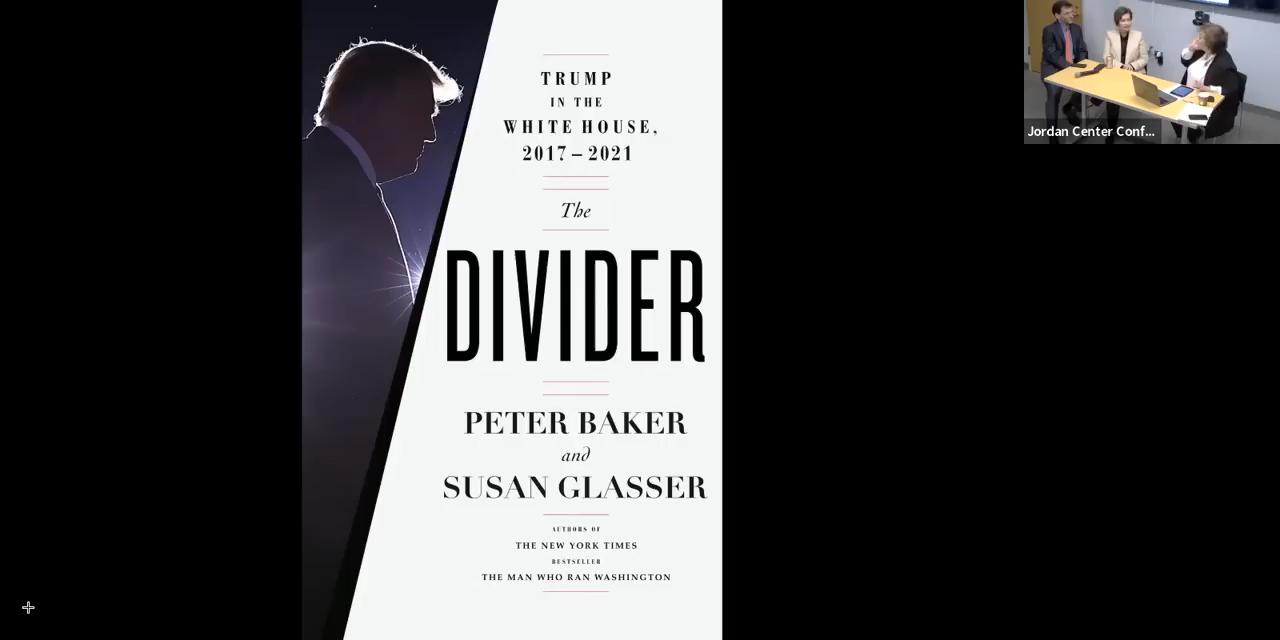 TRUMP
IN THE
WHITE HOUSE,
2017–2021
The
DIVIDER
PETER BAKER
and
SUSAN GLASSER
AUTHORS OF
THE NEW YORK TIMES
BESTSELLER
THE MAN WHO RAN WASHINGTON
Jordan Center Conf...